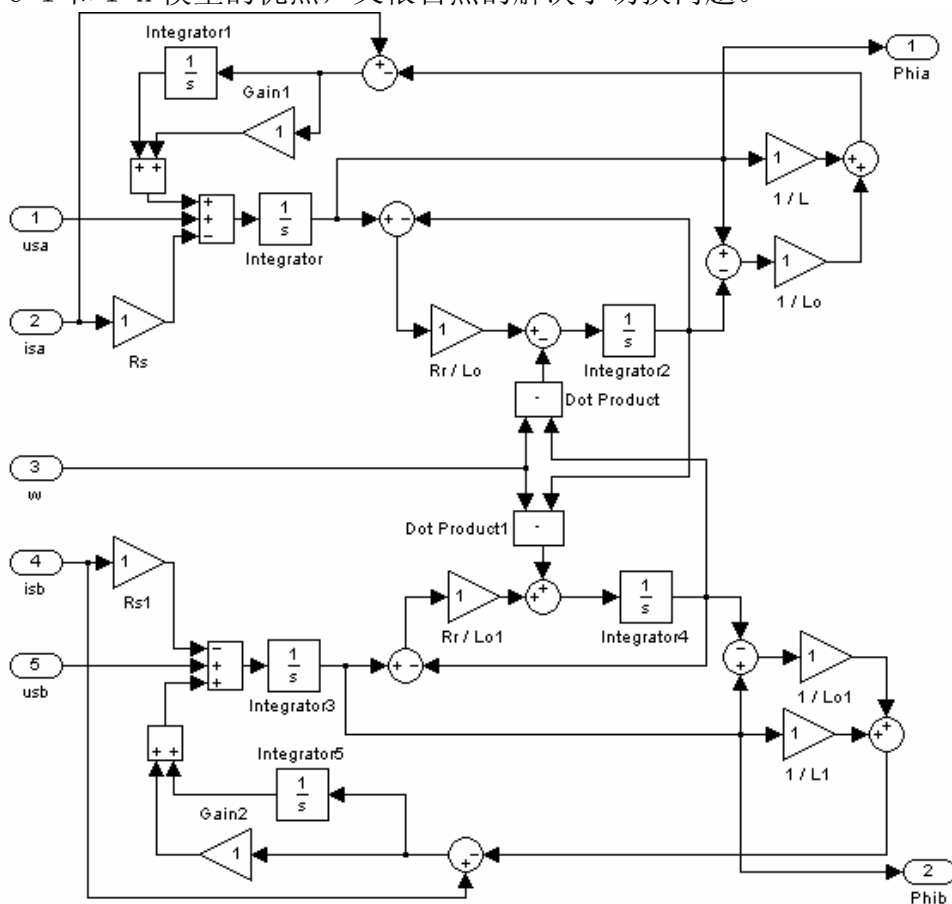 Integrator1
1
Phia
1
s
Gain1
1
1
1 / L
1
usa
1
s
Integrator
1
1 / Lo
2
isa
1
Rs
1
Rr / Lo
1
s
Integrator2
Dot Product
3
w
Dot Product1
4
isb
1
Rs1
1
Rr / Lo1
1
s
Integrator4
5
usb
1
s
Integrator3
1
1 / Lo1
1
1 / L1
Integrator5
1
s
Gain2
1
2
Phib